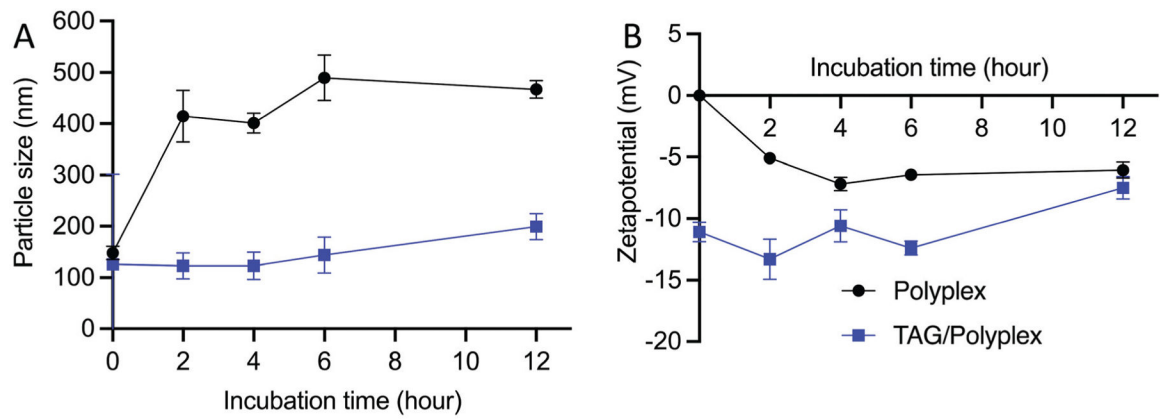 A
Particle size (nm)
600
500
400
300
200
100
0
0 2 4 6 8 10 12
Incubation time (hour)
B
Zetapotential (mV)
5
0
-5
-10
-15
-20
Incubation time (hour)
2 4 6 8 10 12
Polyplex
TAG/Polyplex